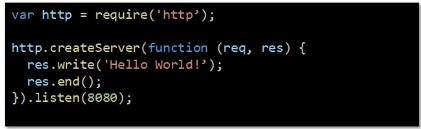 var http = require('http’);
http.createServer(function (req, res) {
res.write('Hello World!’);
res.end();
}).listen(8080);